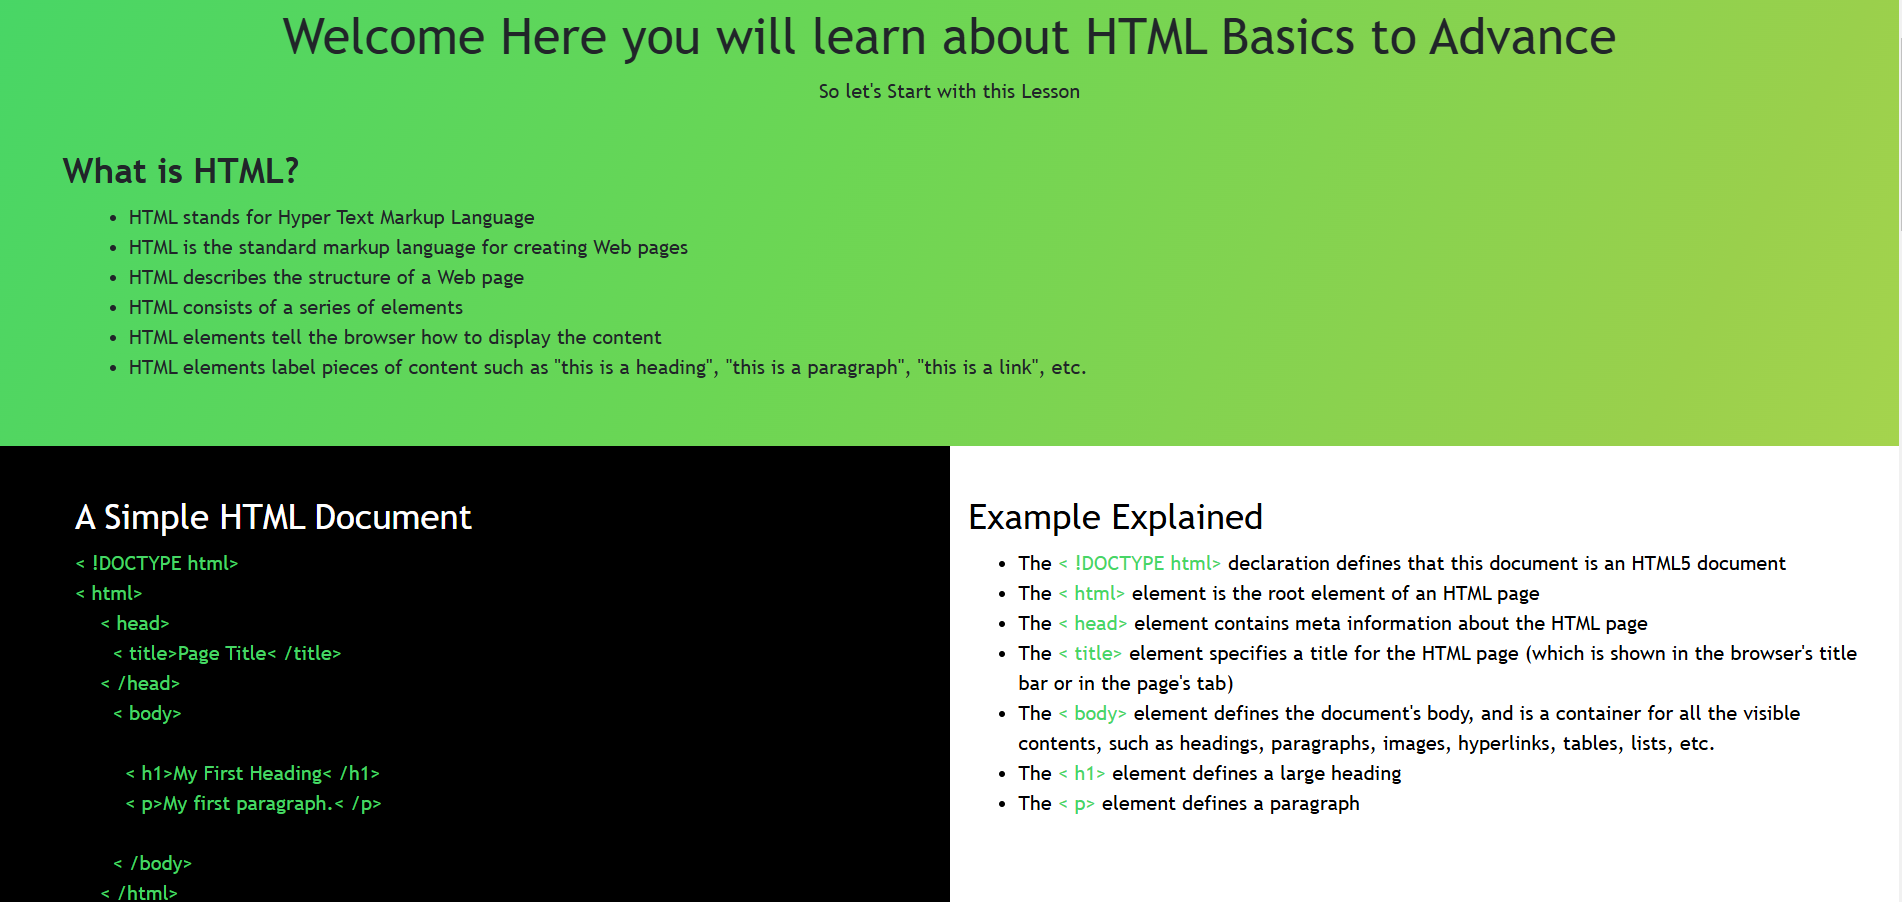 Welcome Here you will learn about HTML Basics to Advance
So let's Start with this Lesson
What is HTML?
• HTML stands for Hyper Text Markup Language
• HTML is the standard markup language for creating Web pages
• HTML describes the structure of a Web page
• HTML consists of a series of elements
• HTML elements tell the browser how to display the content
• HTML elements label pieces of content such as "this is a heading", "this is a paragraph", "this is a link", etc.
A Simple HTML Document
< !DOCTYPE html>
< html>
< head>
< title>Page Title< /title>
< /head>
< body>
< h1>My First Heading< /h1>
< p>My first paragraph.< /p>
< /body>
< /html>
Example Explained
• The < !DOCTYPE html> declaration defines that this document is an HTML5 document
• The < html> element is the root element of an HTML page
• The < head> element contains meta information about the HTML page
• The < title> element specifies a title for the HTML page (which is shown in the browser's title
bar or in the page's tab)
• The < body> element defines the document's body, and is a container for all the visible
contents, such as headings, paragraphs, images, hyperlinks, tables, lists, etc.
• The < h1> element defines a large heading
• The < p> element defines a paragraph